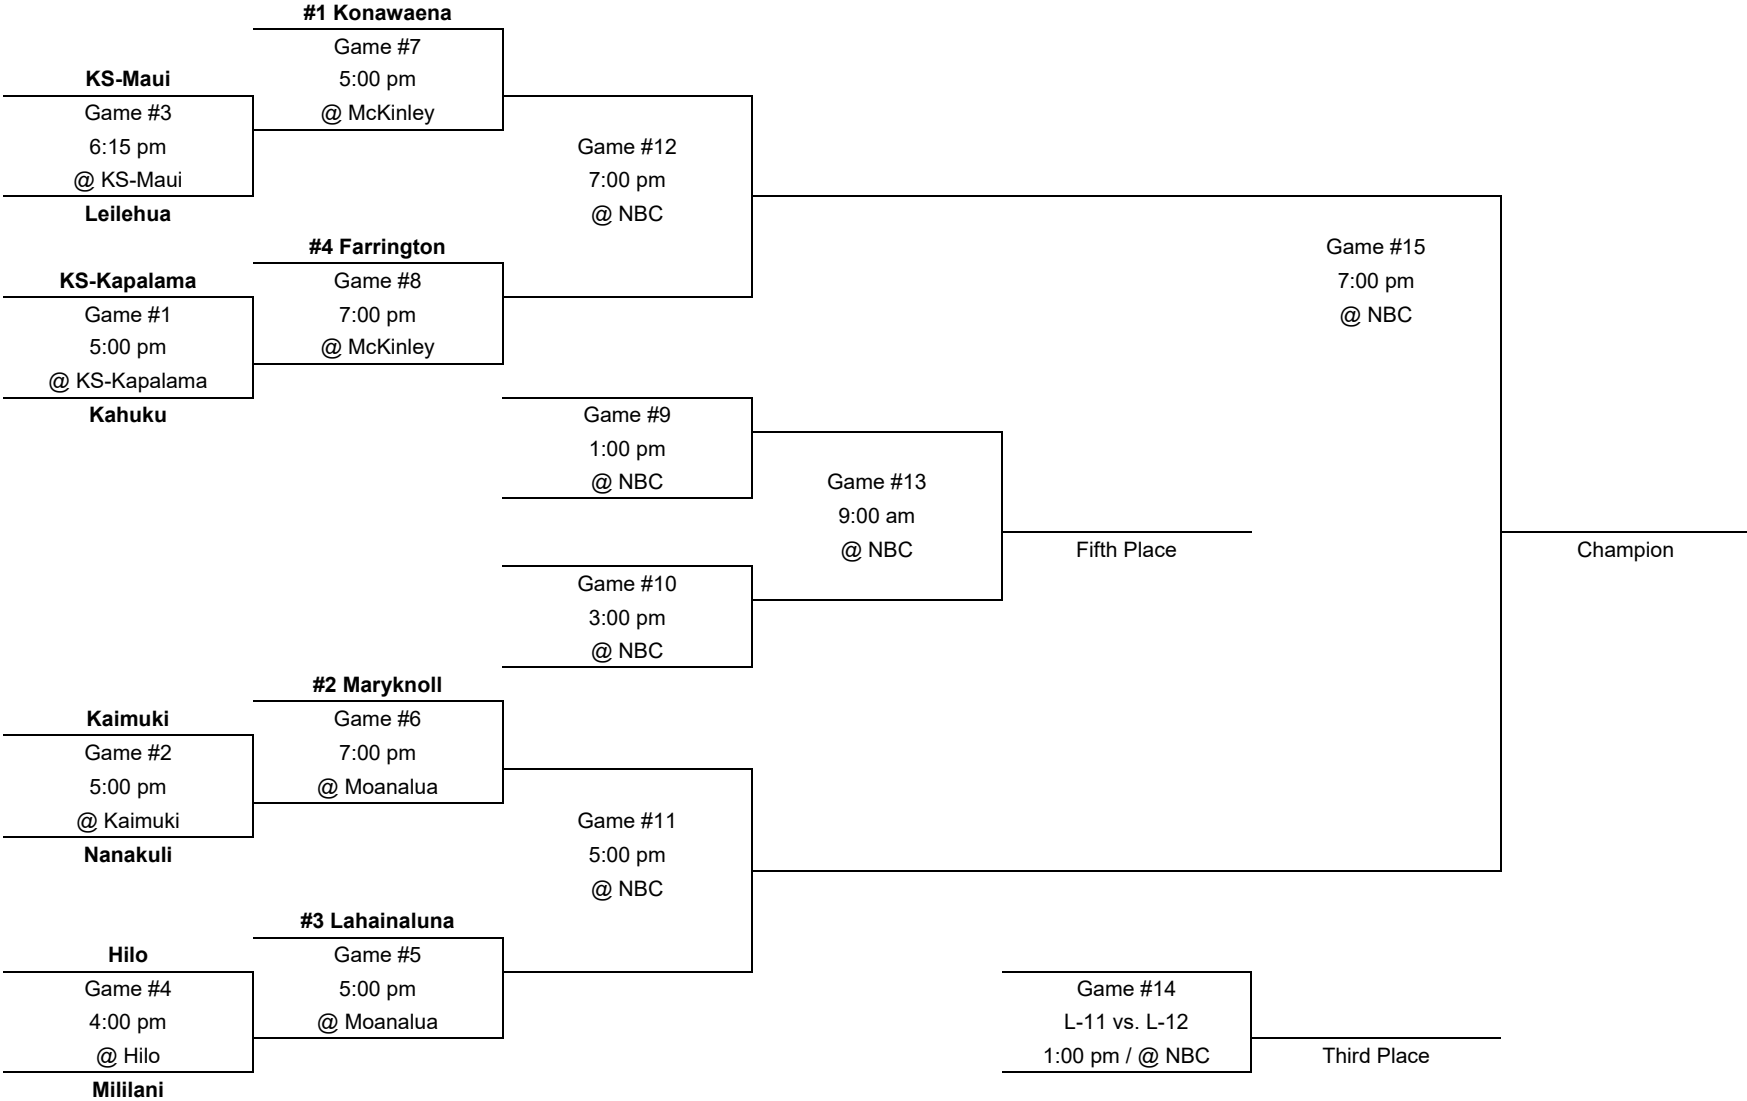 #1 Konawaena
Game #7
5:00 pm
@ McKinley
KS-Maui
Game #3
6:15 pm
@ KS-Maui
Leilehua
Game #12
7:00 pm
@ NBC
#4 Farrington
Game #8
7:00 pm
@ McKinley
KS-Kapalama
Game #1
5:00 pm
@ KS-Kapalama
Kahuku
Game #15
7:00 pm
@ NBC
Game #9
1:00 pm
@ NBC
Game #13
9:00 am
@ NBC
Fifth Place
Champion
Game #10
3:00 pm
@ NBC
#2 Maryknoll
Game #6
7:00 pm
@ Moanalua
Kaimuki
Game #2
5:00 pm
@ Kaimuki
Nanakuli
Game #11
5:00 pm
@ NBC
#3 Lahainaluna
Game #5
5:00 pm
@ Moanalua
Hilo
Game #4
4:00 pm
@ Hilo
Mililani
Game #14
L-11 vs. L-12
1:00 pm / @ NBC
Third Place